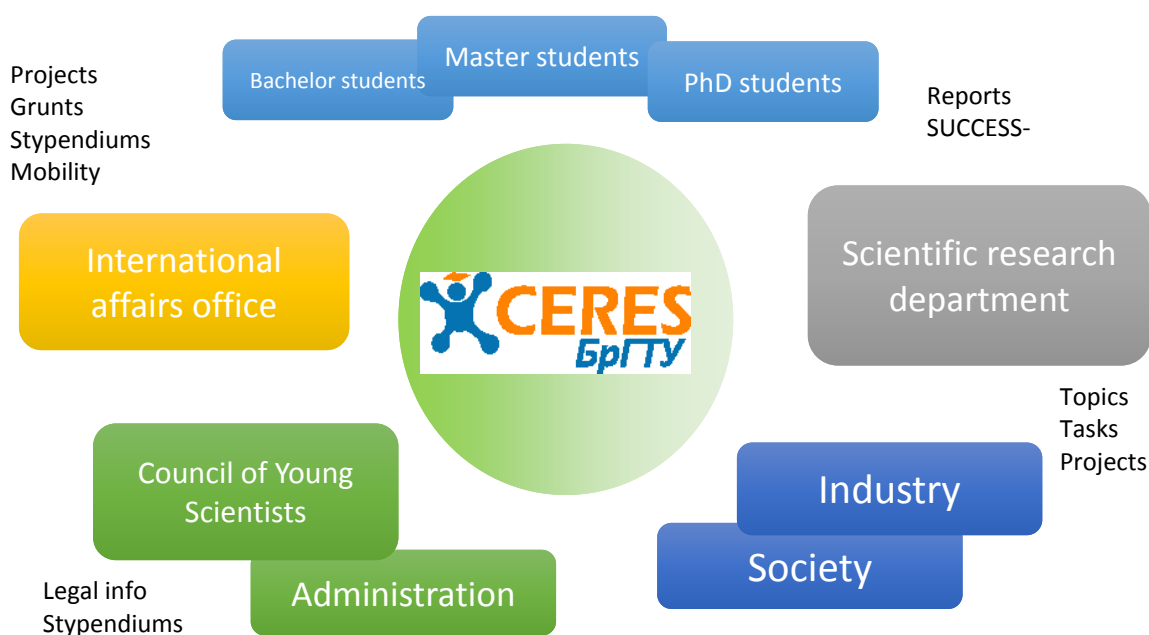 Master students
Bachelor students
PhD students
Projects
Grunts
Stypendiums
Mobility
Reports
SUCCESS-
International
affairs office
Scientific research
department
CERES
БрГТУ
Topics
Tasks
Projects
Council of Young
Scientists
Industry
Society
Administration
Legal info
Stypendiums